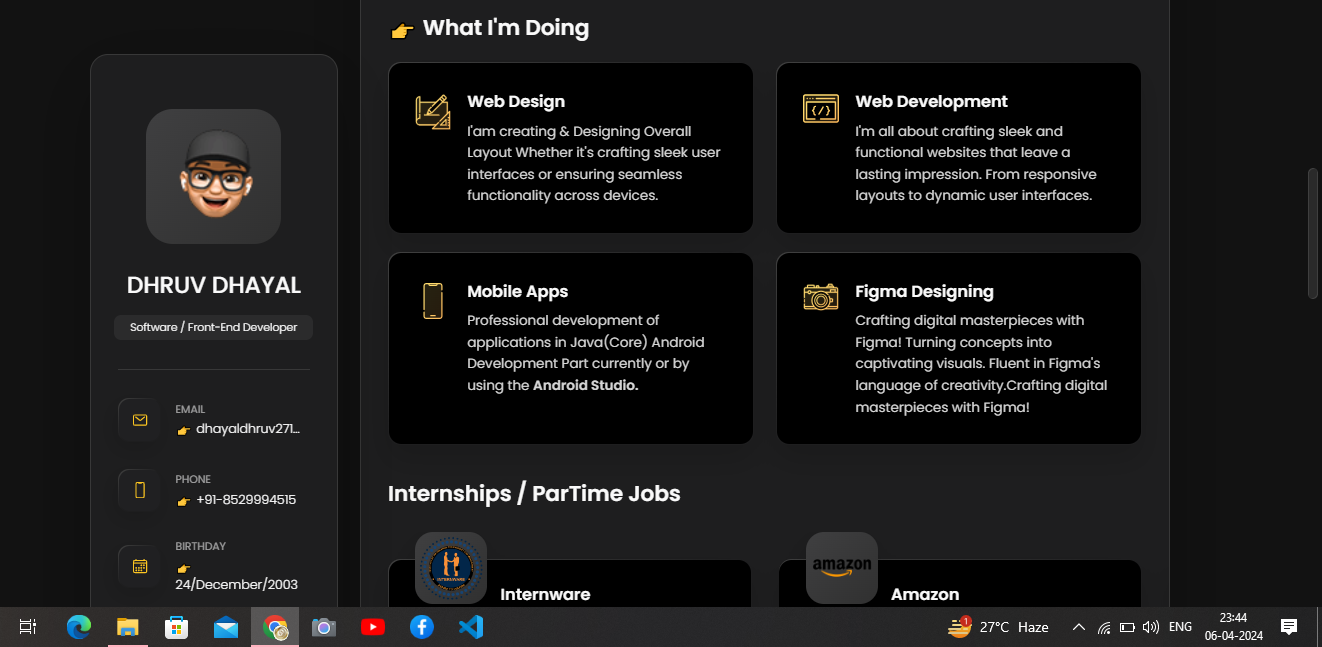 What I'm Doing
Web Design
I'am creating & Designing Overall
Layout Whether it's crafting sleek user
interfaces or ensuring seamless
functionality across devices.
Web Development
I'm all about crafting sleek and
functional websites that leave a
lasting impression. From responsive
layouts to dynamic user interfaces.
Mobile Apps
Professional development of
applications in Java(Core) Android
Development Part currently or by
using the Android Studio.
Figma Designing
Crafting digital masterpieces with
Figma! Turning concepts into
captivating visuals. Fluent in Figma's
language of creativity.Crafting digital
masterpieces with Figma!
Internships / ParTime Jobs
INTERNWARE
Internware
amazon
Amazon
DHRUV DHAYAL
Software / Front-End Developer
EMAIL
dhayaldhruv271...
PHONE
+91-8529994515
BIRTHDAY
24/December/2003
1
27°C Haze
ENG
23:44
06-04-2024